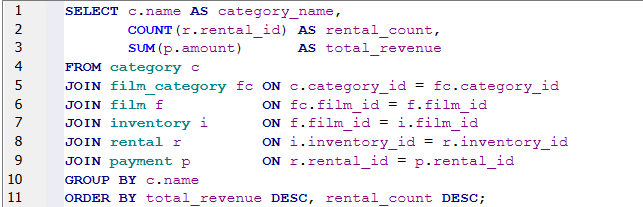 1 SELECT c.name AS category_name,
2 COUNT(r.rental_id) AS rental_count,
3 SUM(p.amount) AS total_revenue
4 FROM category c
5 JOIN film_category fc ON c.category_id = fc.category_id
6 JOIN film f ON fc.film_id = f.film_id
7 JOIN inventory i ON f.film_id = i.film_id
8 JOIN rental r ON i.inventory_id = r.inventory_id
9 JOIN payment p ON r.rental_id = p.rental_id
10 GROUP BY c.name
11 ORDER BY total_revenue DESC, rental_count DESC;